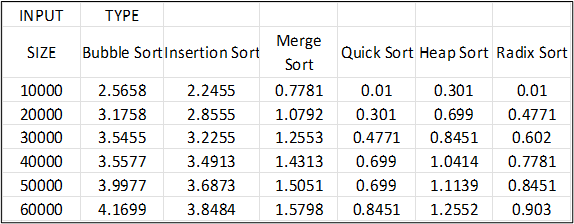 INPUT TYPE
SIZE Bubble Sort Insertion Sort Merge Sort Quick Sort Heap Sort Radix Sort
10000 2.5658 2.2455 0.7781 0.01 0.301 0.01
20000 3.1758 2.8555 1.0792 0.301 0.699 0.4771
30000 3.5455 3.2255 1.2553 0.4771 0.8451 0.602
40000 3.5577 3.4913 1.4313 0.699 1.0414 0.7781
50000 3.9977 3.6873 1.5051 0.699 1.1139 0.8451
60000 4.1699 3.8484 1.5798 0.8451 1.2552 0.903